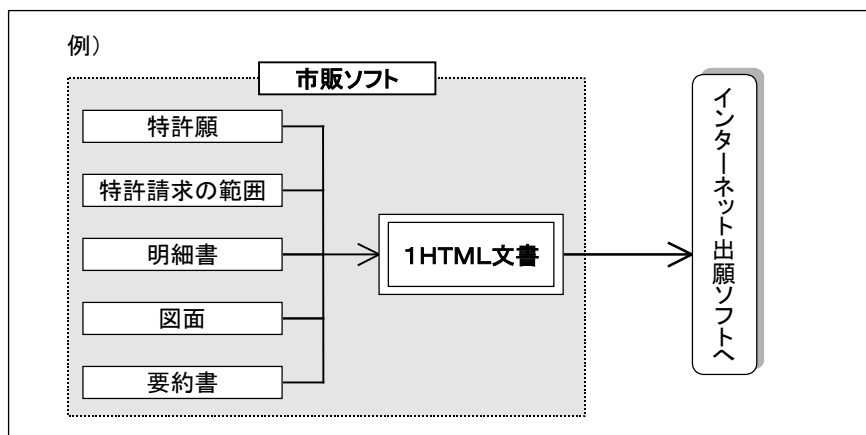 例）
市販ソフト
特許願
特許請求の範囲
明細書
図面
要約書
１ＨＴＭＬ文書
インターネット出願ソフトへ